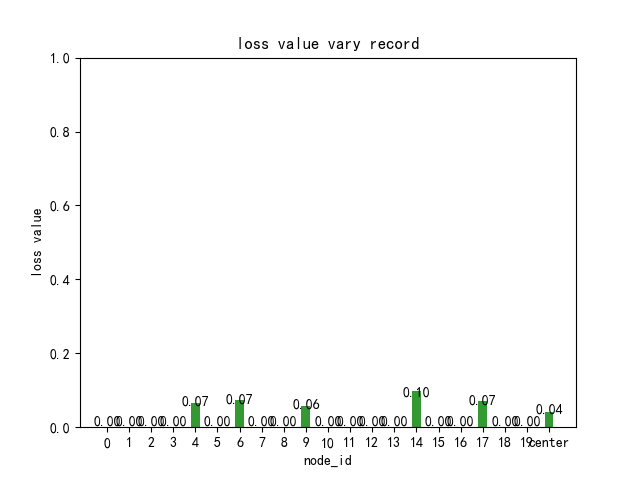 loss value vary record
1.0
0.8
0.6
0.4
0.2
0.0
loss value
0.00 0.00 0.00 0.00 0.07 0.00 0.07 0.00 0.00 0.06 0.00 0.00 0.00 0.00 0.10 0.00 0.00 0.07 0.00 0.00 0.04
0 1 2 3 4 5 6 7 8 9 10 11 12 13 14 15 16 17 18 19 center
node_id